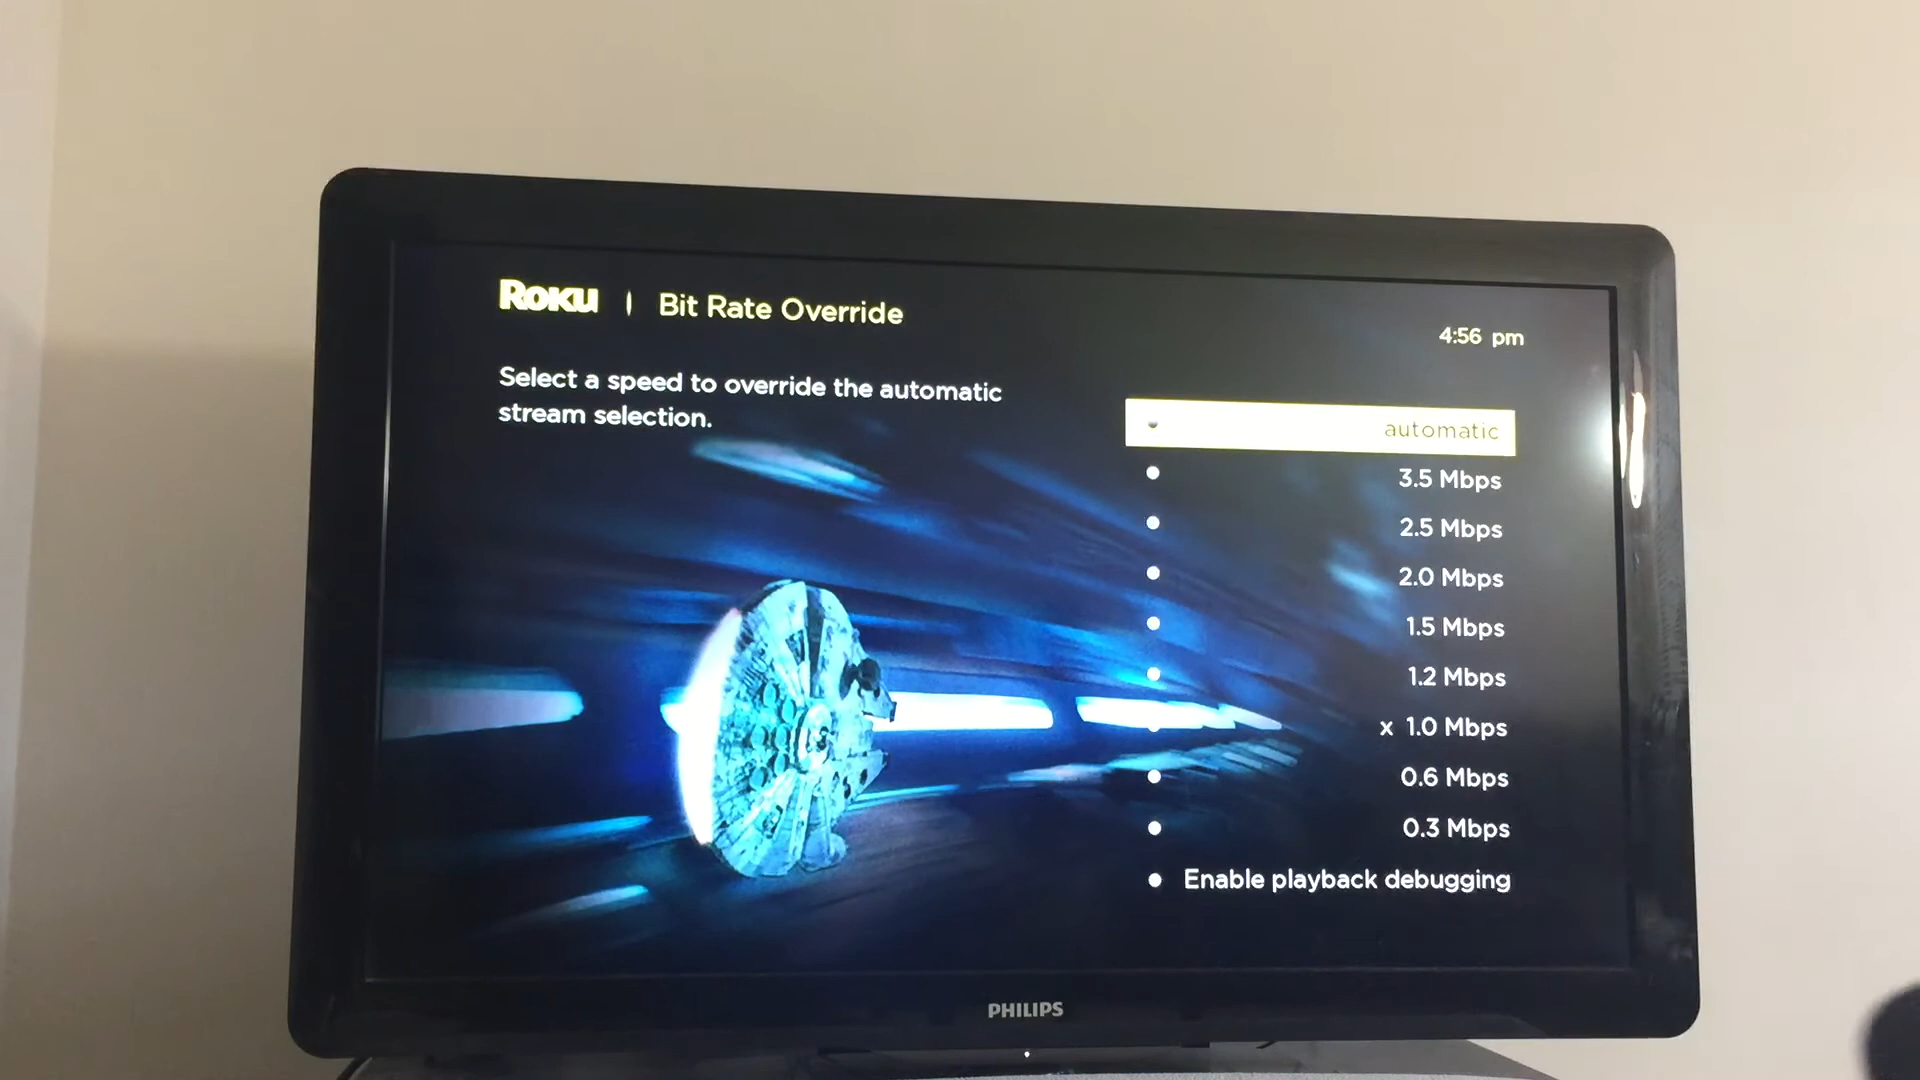 Roku | Bit Rate Override
4:56 pm
Select a speed to override the automatic
stream selection.
automatic
3.5 Mbps
2.5 Mbps
2.0 Mbps
1.5 Mbps
1.2 Mbps
x 1.0 Mbps
0.6 Mbps
0.3 Mbps
Enable playback debugging
PHILIPS